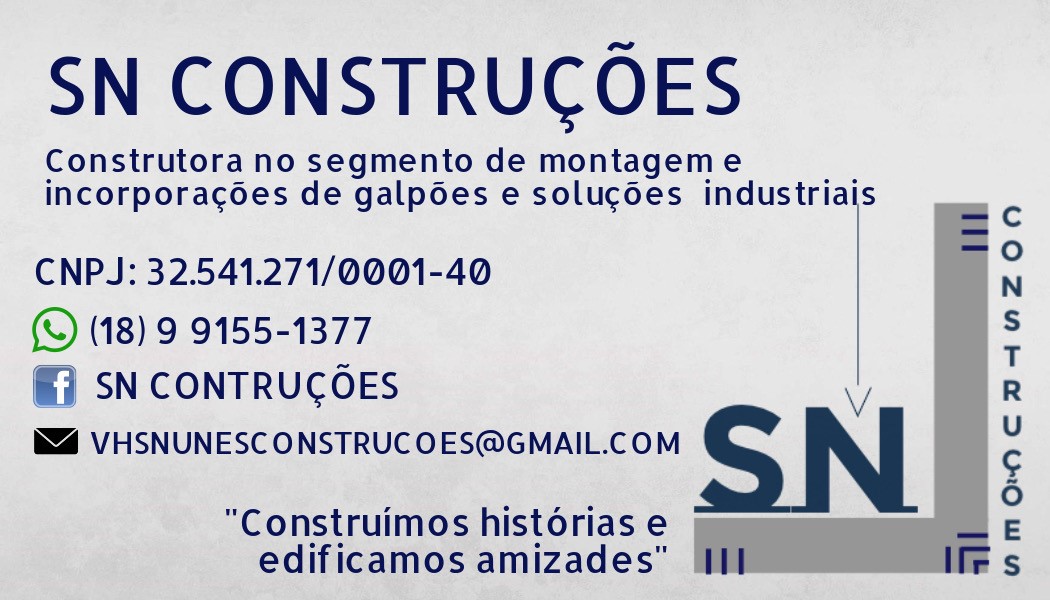 SN CONSTRUÇÕES
Construtora no segmento de montagem e
incorporações de galpões e soluções industriais
CNPJ: 32.541.271/0001-40
(18) 9 9155-1377
SN CONTRUÇÕES
VHSNUNESCONSTRUCOES@GMAIL.COM
"Construímos histórias e
edificamos amizades"
SN
CONSTRUÇÕES